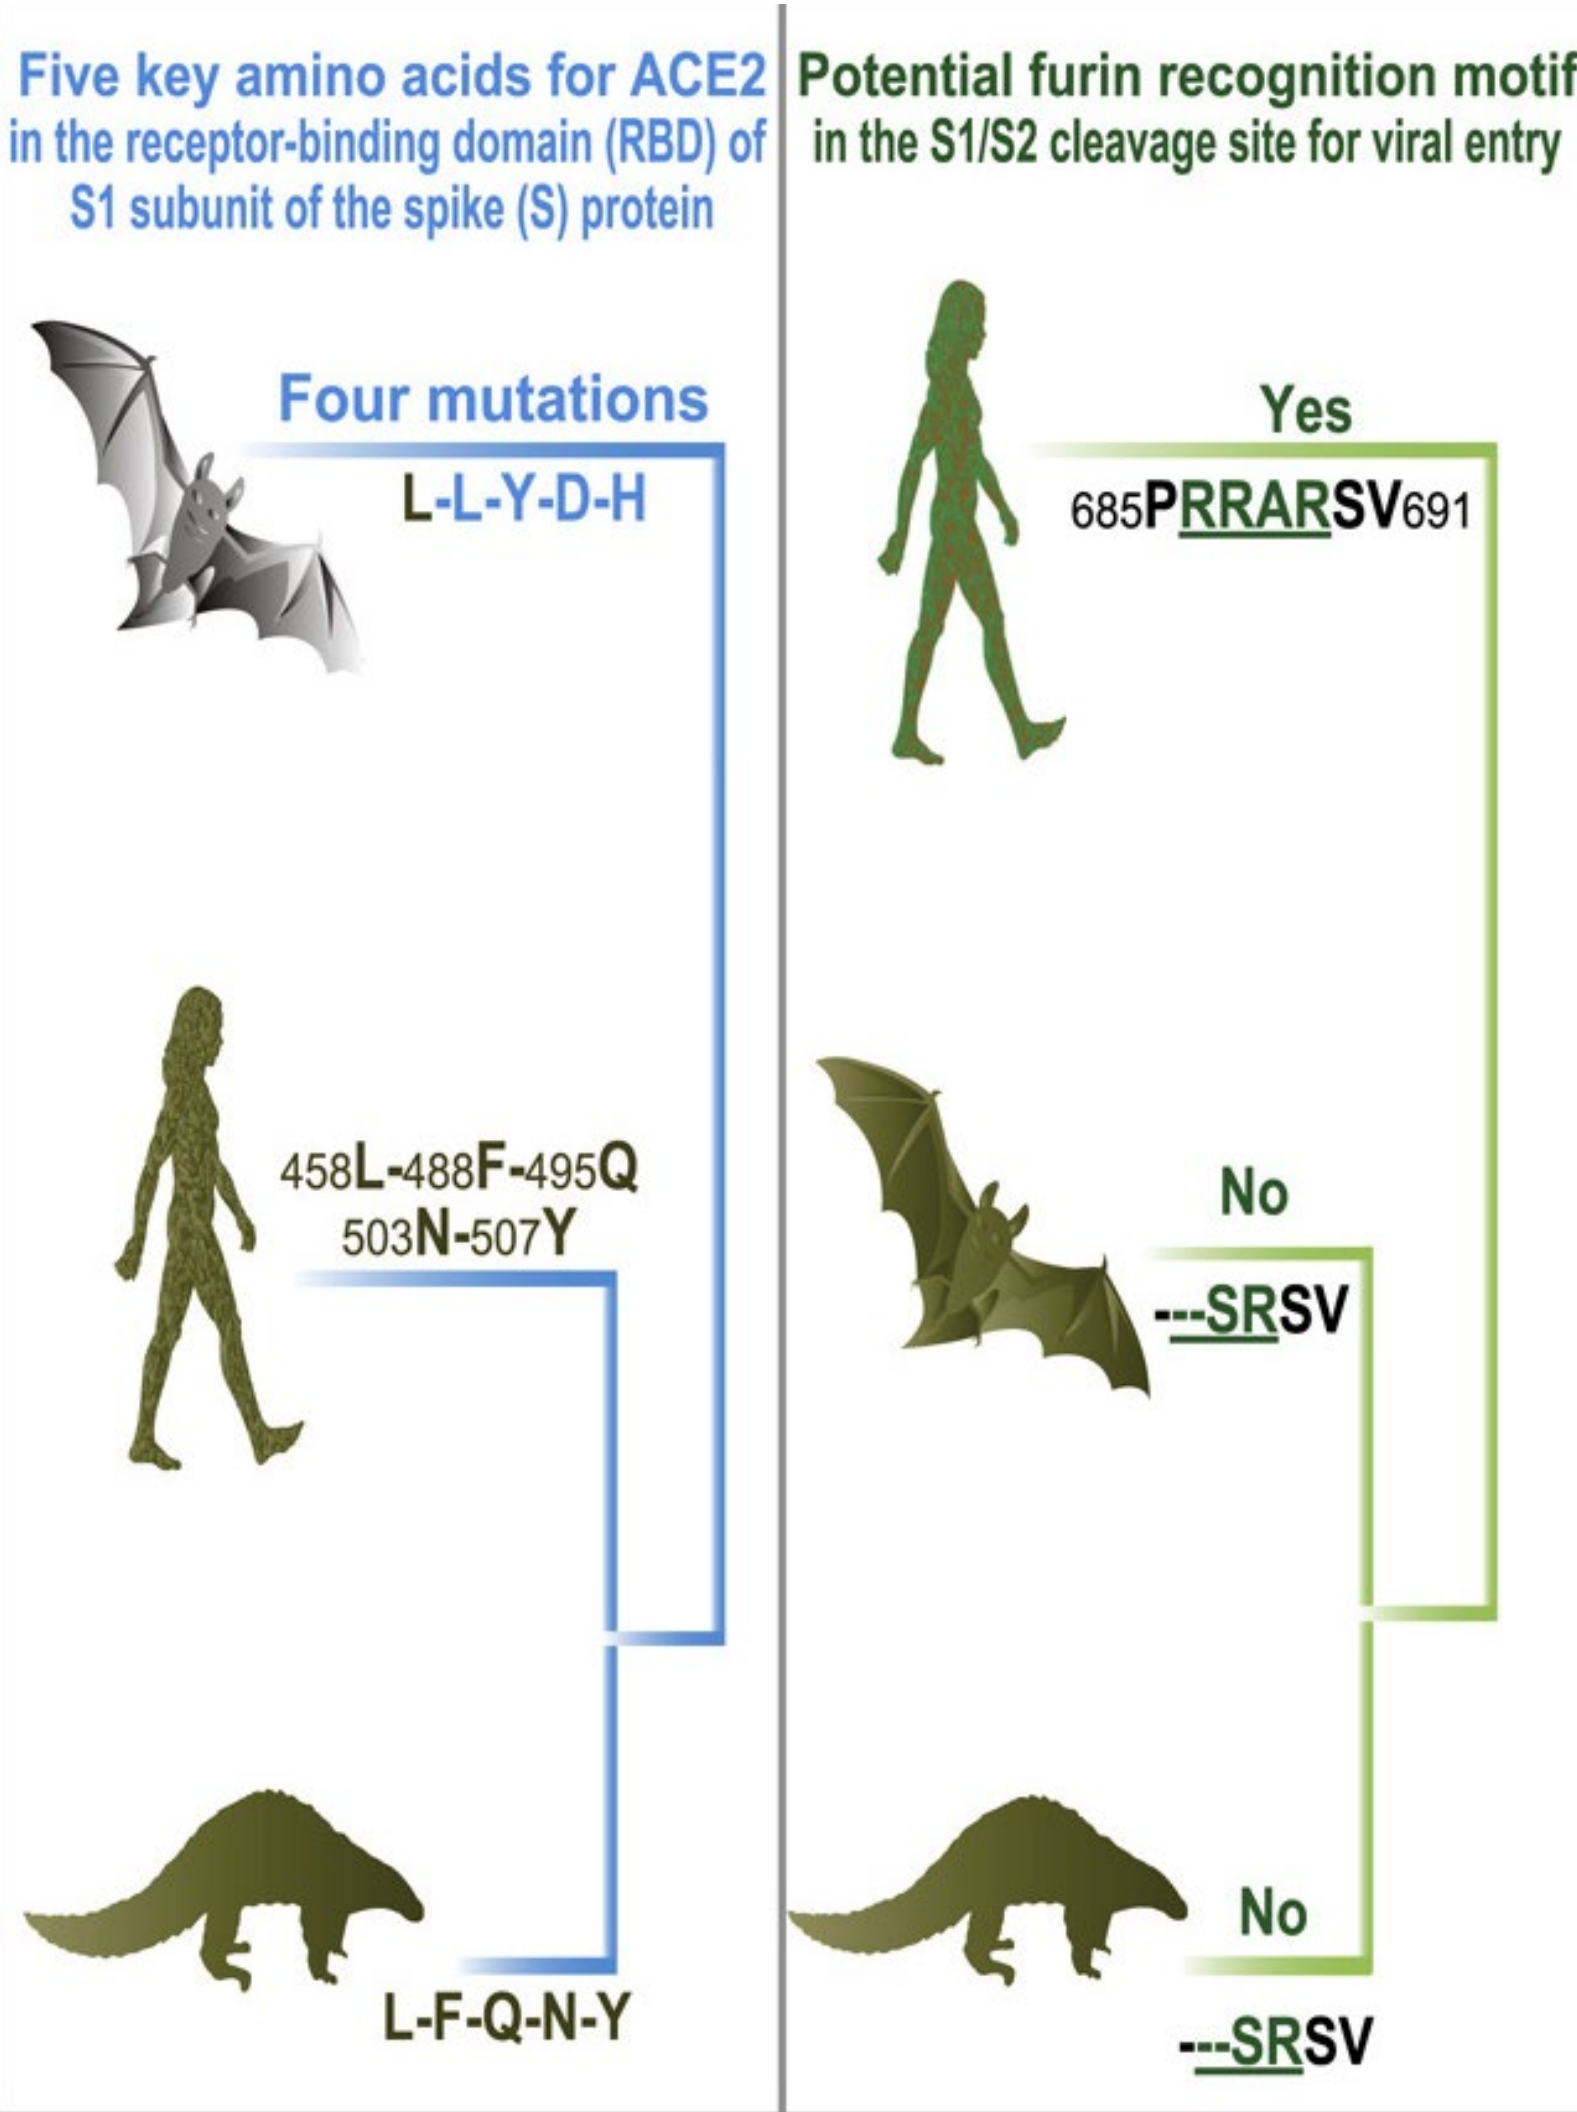 Five key amino acids for ACE2
in the receptor-binding domain (RBD) of
S1 subunit of the spike (S) protein
Four mutations
L-L-Y-D-H
458L-488F-495Q
503N-507Y
L-F-Q-N-Y
Potential furin recognition motif
in the S1/S2 cleavage site for viral entry
Yes
685PRRARSV691
No
---SRSV
No
---SRSV